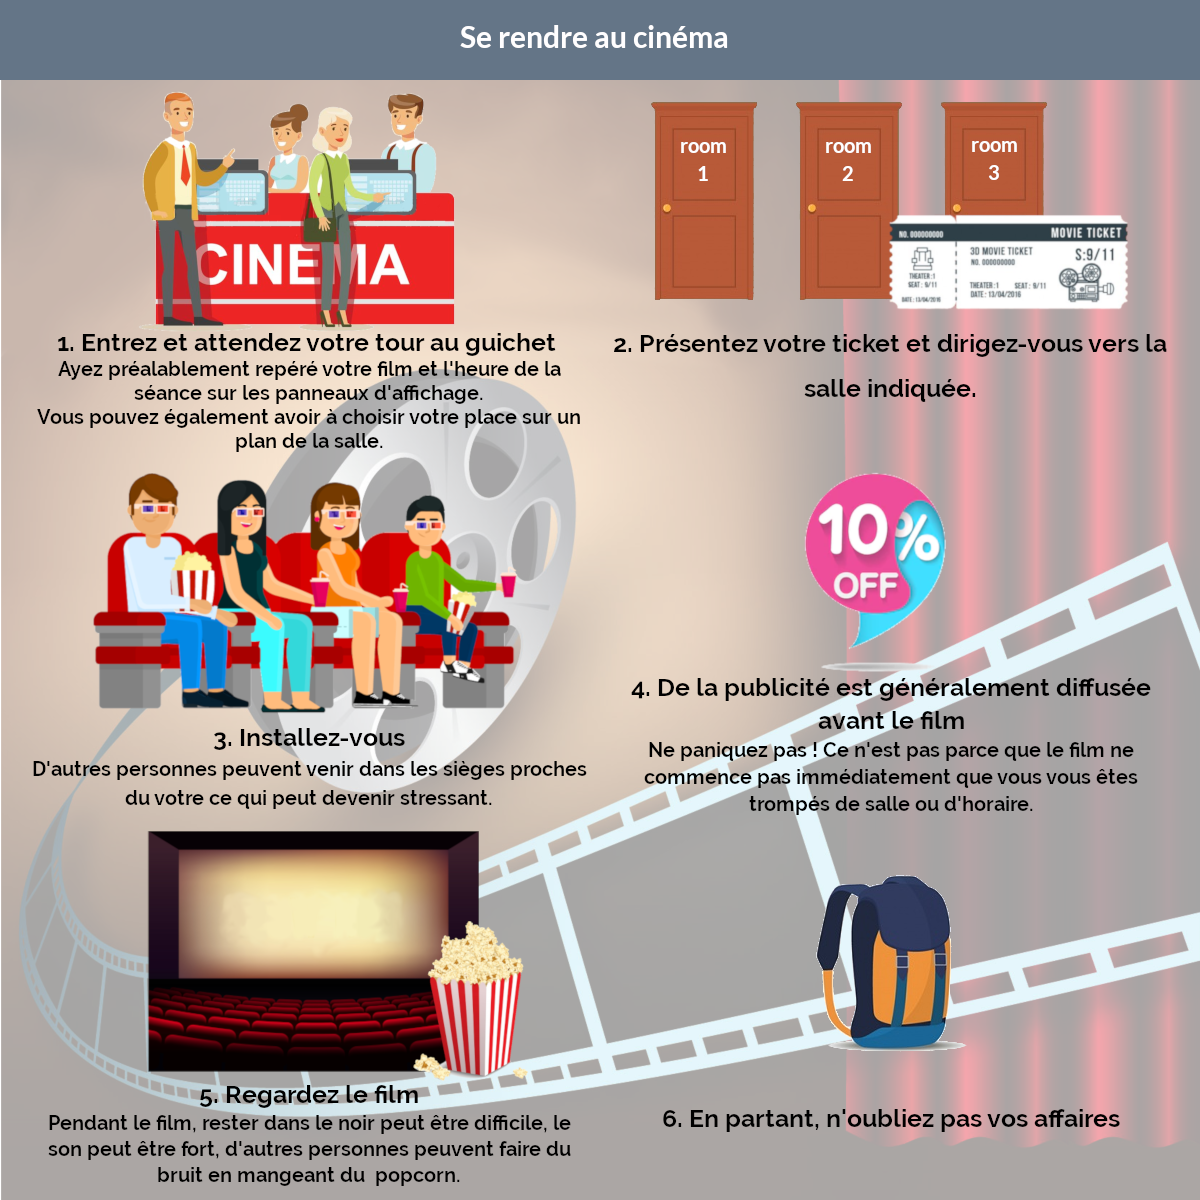 Se rendre au cinéma
CINEMA
room
1
room
2
room
3
NO. 000000000
MOVIE TICKET
3D MOVIE TICKET
NO. 000000000
S:9/11
THEATER:1
SEAT: 9/11
DATE: 13/04/2016
THEATER:1 SEAT: 9/11
DATE: 13/04/2016
1. Entrez et attendez votre tour au guichet
Ayez préalablement repéré votre film et l'heure de la
séance sur les panneaux d'affichage.
Vous pouvez également avoir à choisir votre place sur un
plan de la salle.
2. Présentez votre ticket et dirigez-vous vers la
salle indiquée.
3. Installez-vous
D'autres personnes peuvent venir dans les sièges proches
du votre ce qui peut devenir stressant.
10%
OFF
4. De la publicité est généralement diffusée
avant le film
Ne paniquez pas ! Ce n'est pas parce que le film ne
commence pas immédiatement que vous vous êtes
trompés de salle ou d'horaire.
5. Regardez le film
Pendant le film, rester dans le noir peut être difficile, le
son peut être fort, d'autres personnes peuvent faire du
bruit en mangeant du popcorn.
6. En partant, n'oubliez pas vos affaires